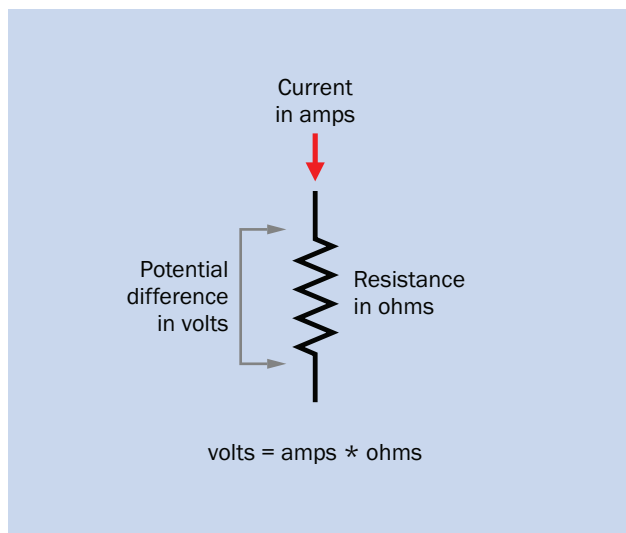 Current
in amps
Potential
difference
in volts
Resistance
in ohms
volts = amps * ohms